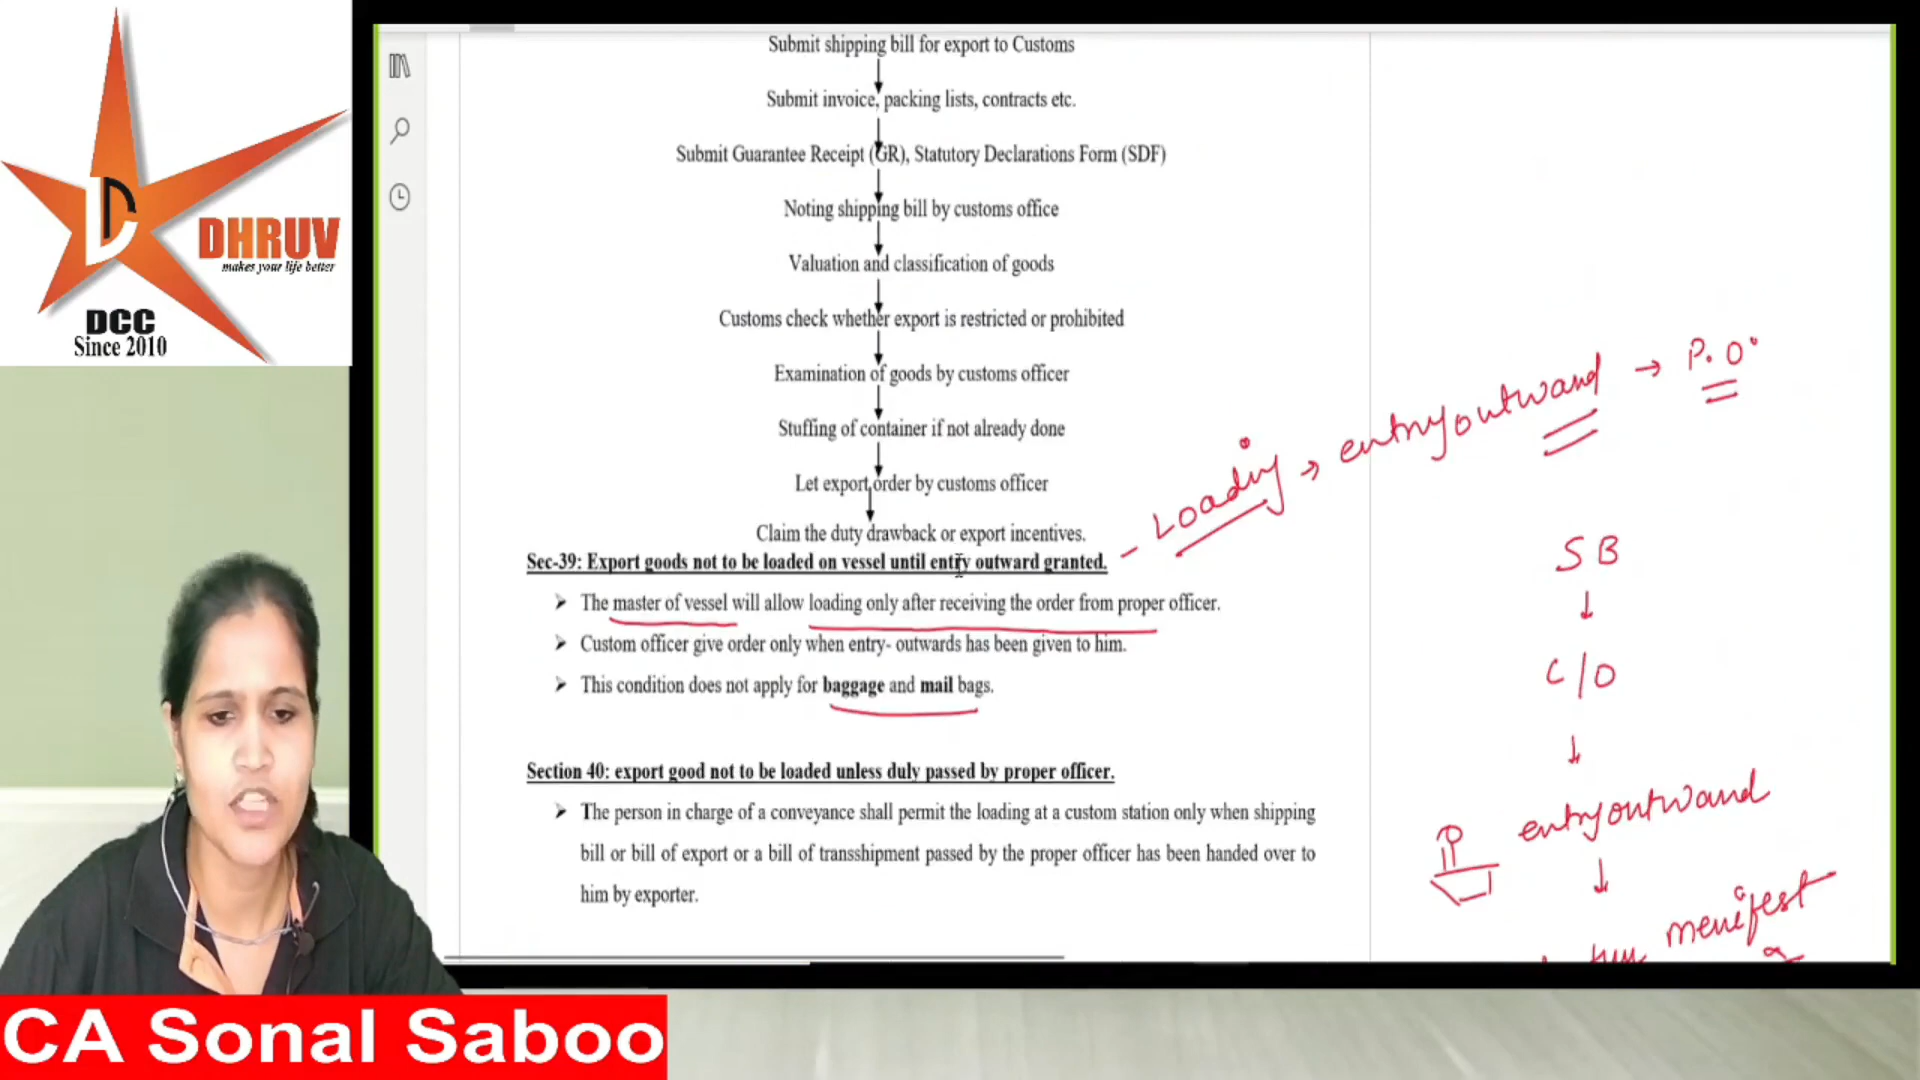 DC
DHRUV
makes your life better
DCC
Since 2010
Submit shipping bill for export to Customs
Submit invoice, packing lists, contracts etc.
Submit Guarantee Receipt (GR), Statutory Declarations Form (SDF)
Noting shipping bill by customs office
Valuation and classification of goods
Customs check whether export is restricted or prohibited
Examination of goods by customs officer
Stuffing of container if not already done
Let export order by customs officer
Claim the duty drawback or export incentives.
Sec-39: Export goods not to be loaded on vessel until entry outward granted.
- Loading → entry outward → P.O.
➢ The master of vessel will allow loading only after receiving the order from proper officer.
➢ Custom officer give order only when entry- outwards has been given to him.
➢ This condition does not apply for baggage and mail bags.
Section 40: export good not to be loaded unless duly passed by proper officer.
➢ The person in charge of a conveyance shall permit the loading at a custom station only when shipping
bill or bill of export or a bill of transshipment passed by the proper officer has been handed over to
him by exporter.
SB
↓
C/O
↓
entry outward
↓
menifest
CA Sonal Saboo